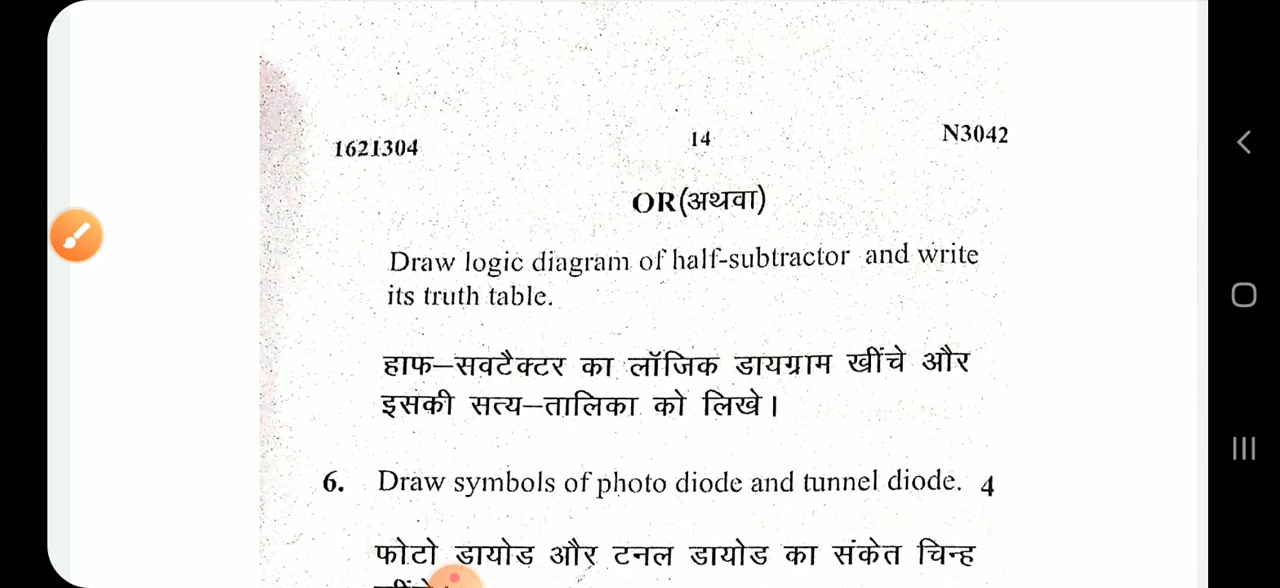 1621304 14 N3042
OR(अथवा)
Draw logic diagram of half-subtractor and write
its truth table.
हाफ–सवटैक्टर का लॉजिक डायग्राम खींचे और
इसकी सत्य–तालिका को लिखे।
6. Draw symbols of photo diode and tunnel diode. 4
फोटो डायोड और टनल डायोड का संकेत चिन्ह